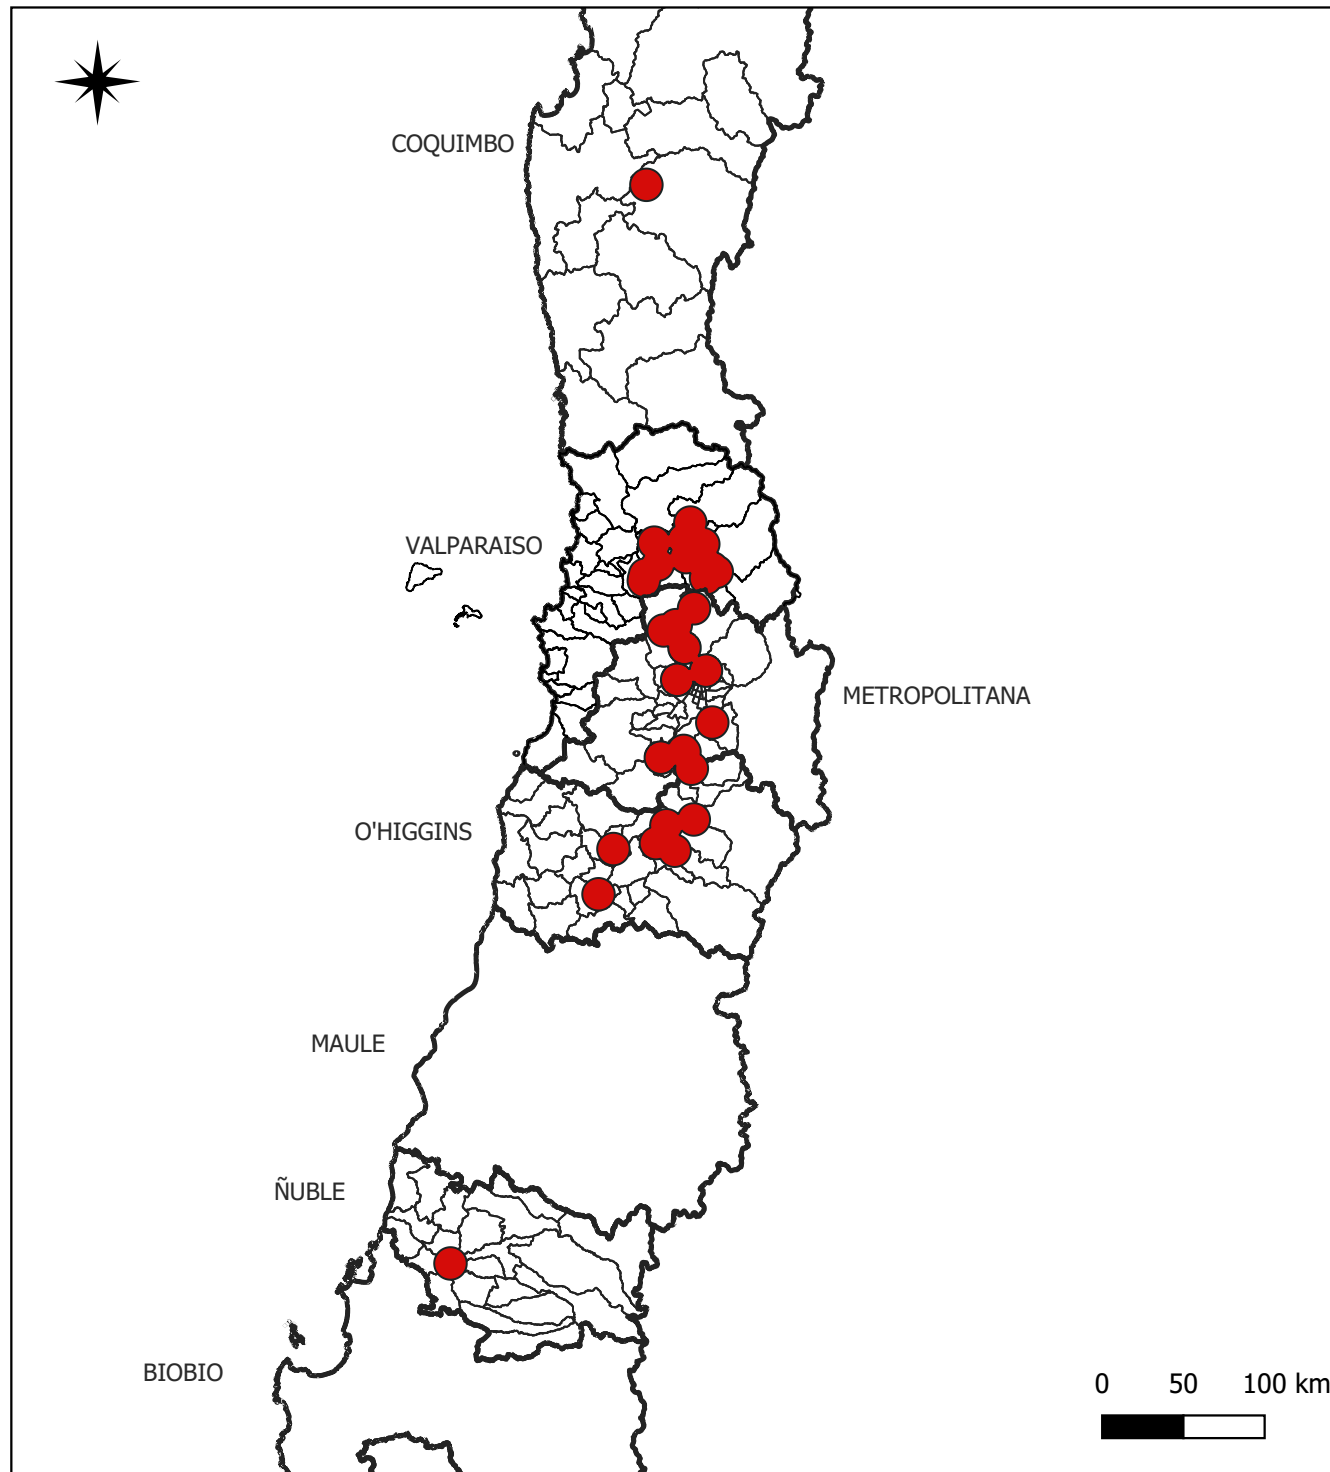 COQUIMBO
VALPARAISO
METROPOLITANA
O'HIGGINS
MAULE
ÑUBLE
BIOBIO
0 50 100 km